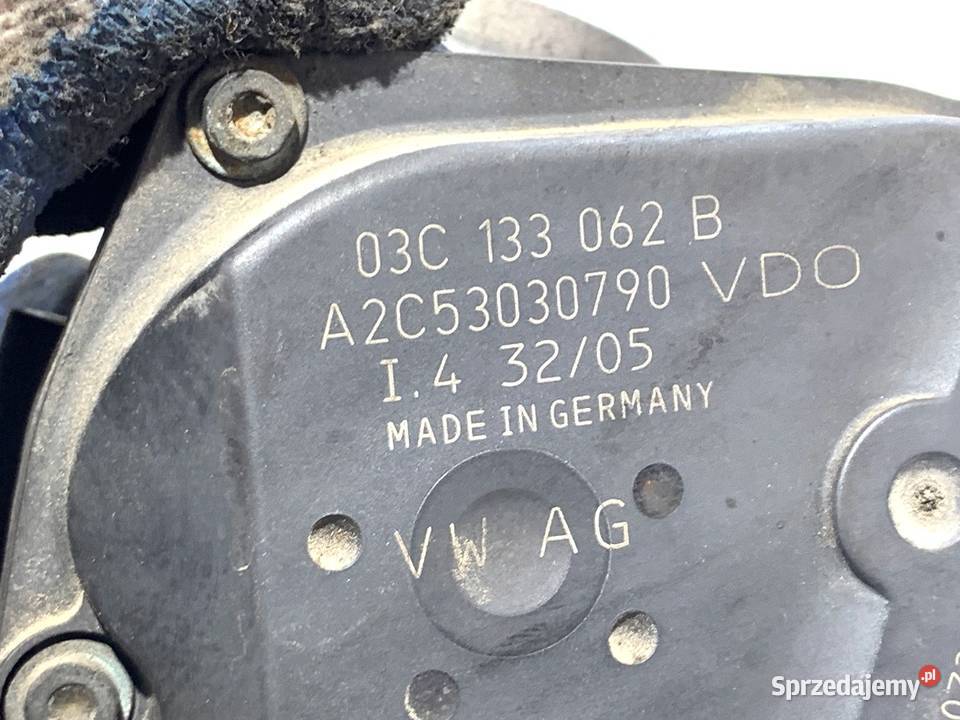 03C 133 062 B
A2C53030790 VDO
I.4 32/05
MADE IN GERMANY
VW AG
Sprzedajemy.pl